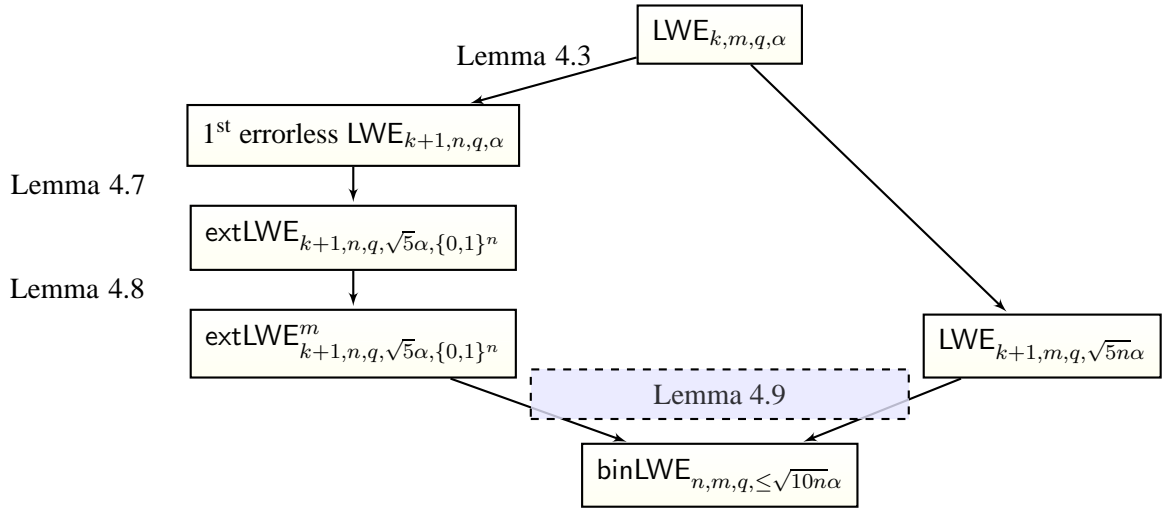 LWE_{k,m,q,α}
Lemma 4.3
1^{st} errorless LWE_{k+1,n,q,α}
Lemma 4.7
extLWE_{k+1,n,q,√5α,{0,1}^n}
Lemma 4.8
extLWE^m_{k+1,n,q,√5α,{0,1}^n}
LWE_{k+1,m,q,√5nα}
Lemma 4.9
binLWE_{n,m,q,≤√10nα}